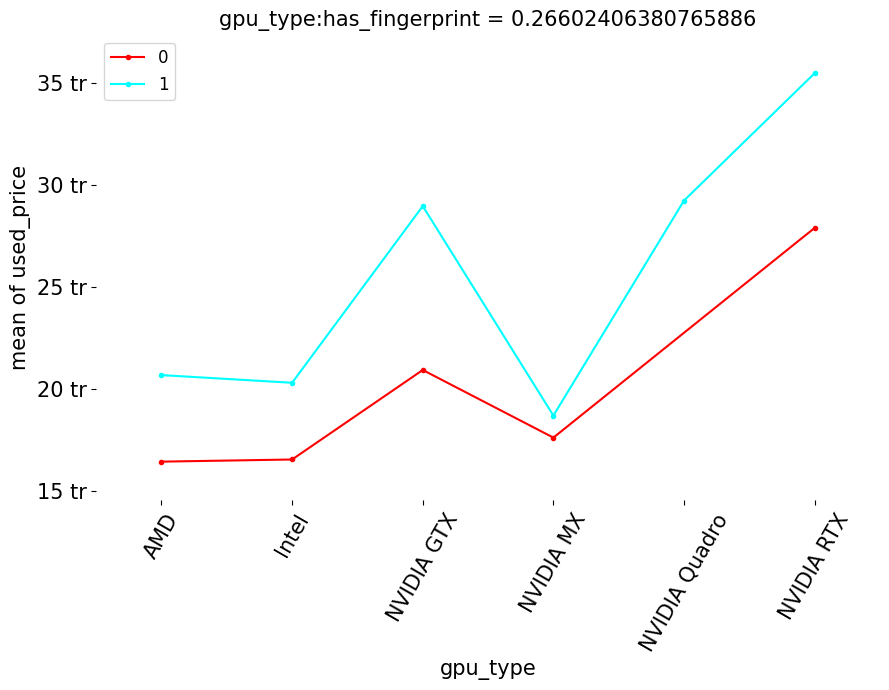 gpu_type:has_fingerprint = 0.26602406380765886
0
1
35 tr
30 tr
25 tr
20 tr
15 tr
mean of used_price
AMD
Intel
NVIDIA GTX
NVIDIA MX
NVIDIA Quadro
NVIDIA RTX
gpu_type